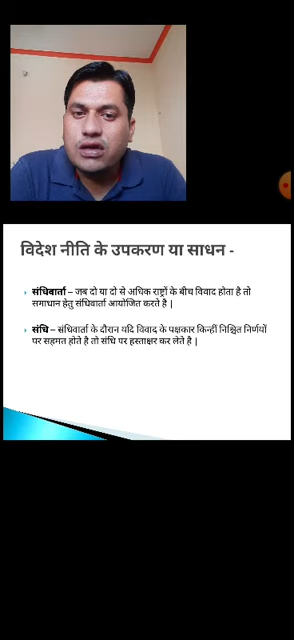 विदेश नीति के उपकरण या साधन -
संधिवार्ता – जब दो या दो से अधिक राष्ट्रों के बीच विवाद होता है तो
समाधान हेतु संधिवार्ता आयोजित करते है |
संधि – संधिवार्ता के दौरान यदि विवाद के पक्षकार किन्हीं निश्चित निर्णयों
पर सहमत होते है तो संधि पर हस्ताक्षर कर लेते है |